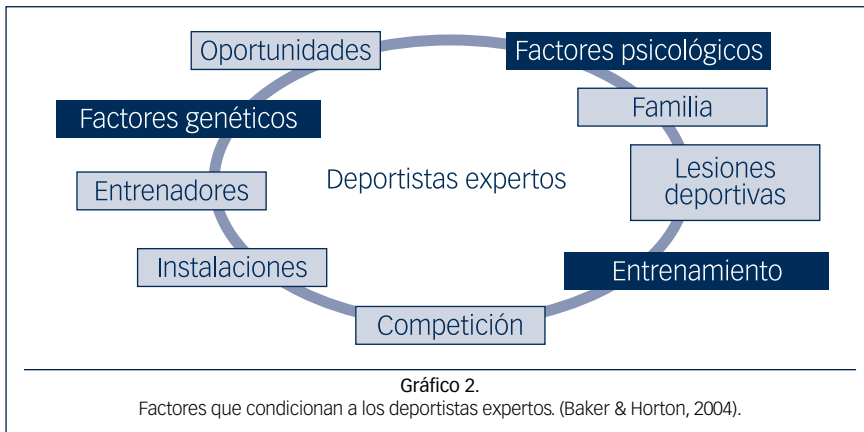 Oportunidades
Factores psicológicos
Factores genéticos
Familia
Entrenadores
Deportistas expertos
Lesiones
deportivas
Instalaciones
Entrenamiento
Competición
Gráfico 2.
Factores que condicionan a los deportistas expertos. (Baker & Horton, 2004).